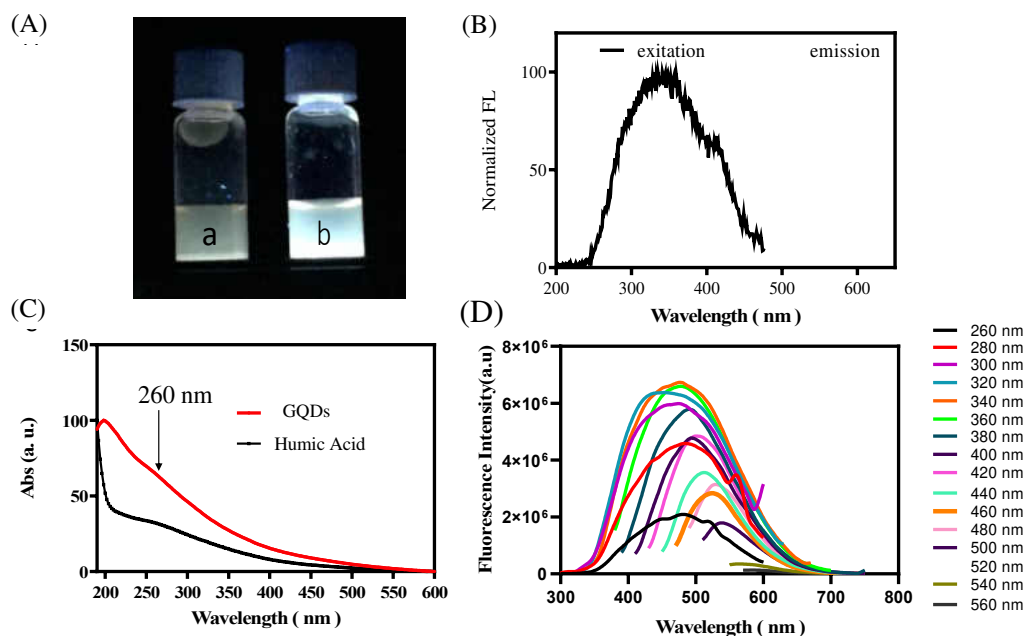 (A)
a b
(B)
exitation emission
Normalized FL
100
50
0
200 300 400 500 600
Wavelength ( nm )
(C)
150
100
50
0
Abs (a. u.)
260 nm
GQDs
Humic Acid
200 250 300 350 400 450 500 550 600
Wavelength ( nm )
(D)
Fluorescence Intensity(a.u)
8×10⁶
6×10⁶
4×10⁶
2×10⁶
0
300 400 500 600 700 800
Wavelength ( nm )
260 nm
280 nm
300 nm
320 nm
340 nm
360 nm
380 nm
400 nm
420 nm
440 nm
460 nm
480 nm
500 nm
520 nm
540 nm
560 nm